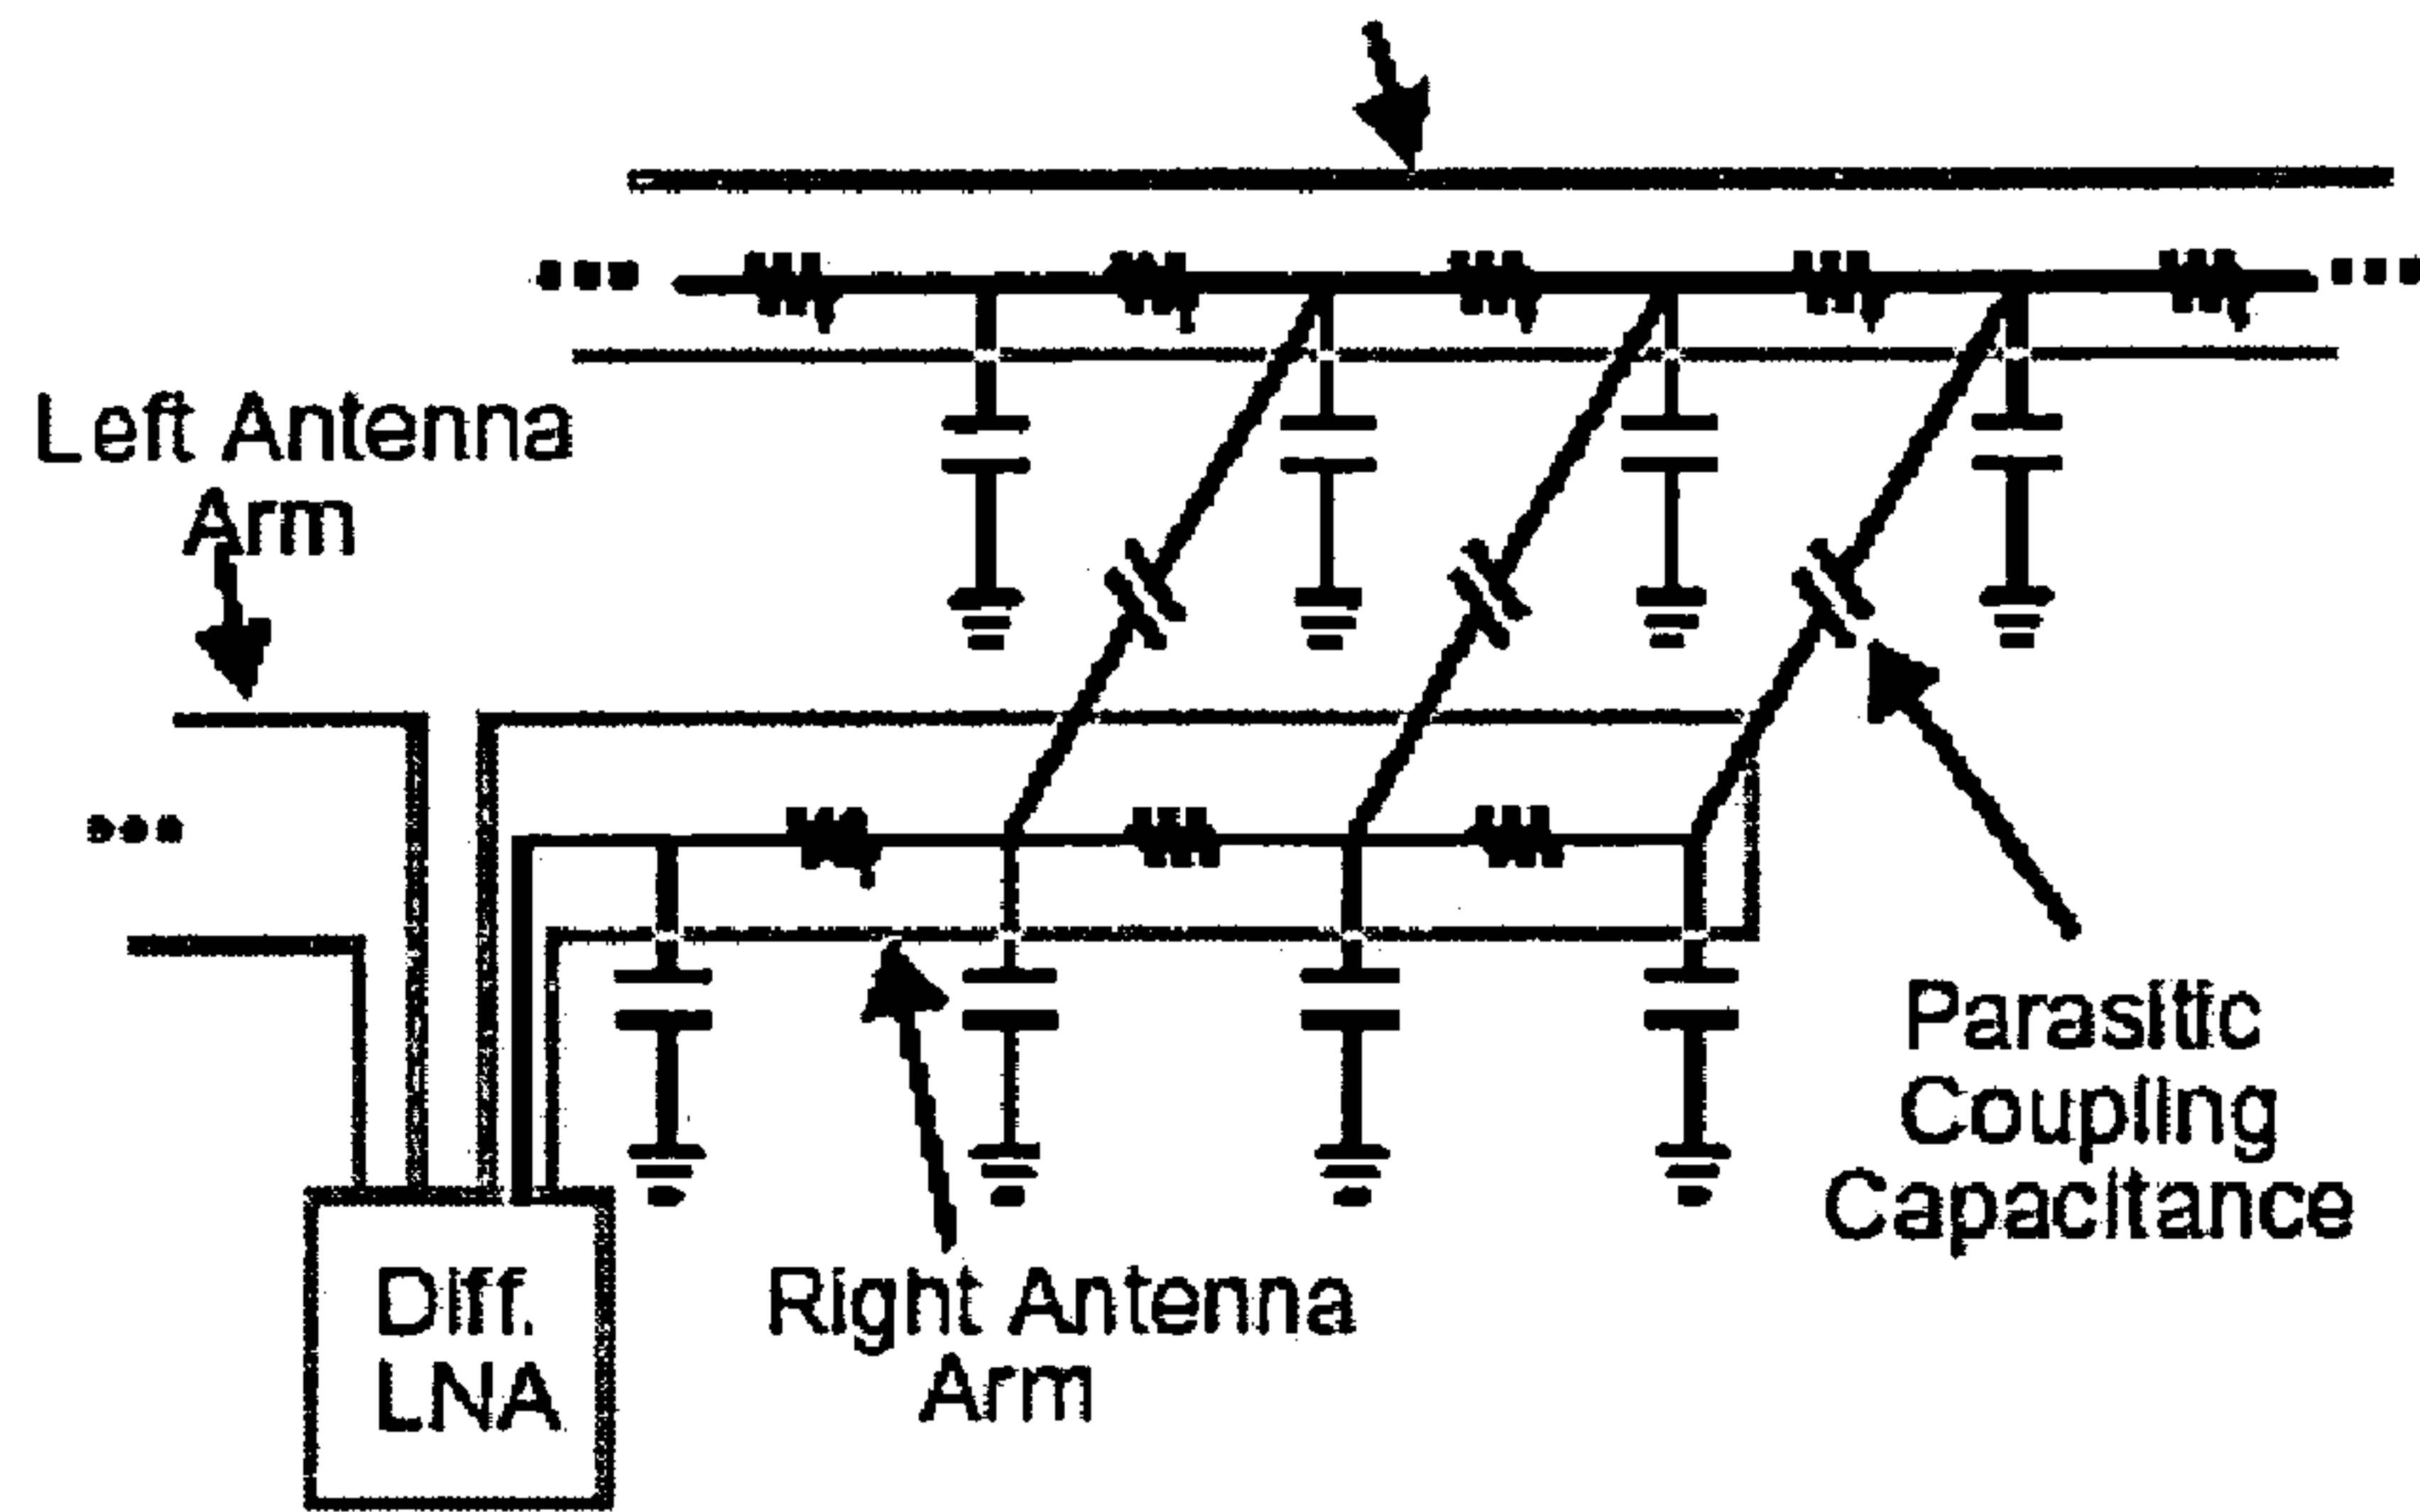 Left Antenna
Arm
Parasitic
Coupling
Capacitance
Right Antenna
Arm
Diff.
LNA